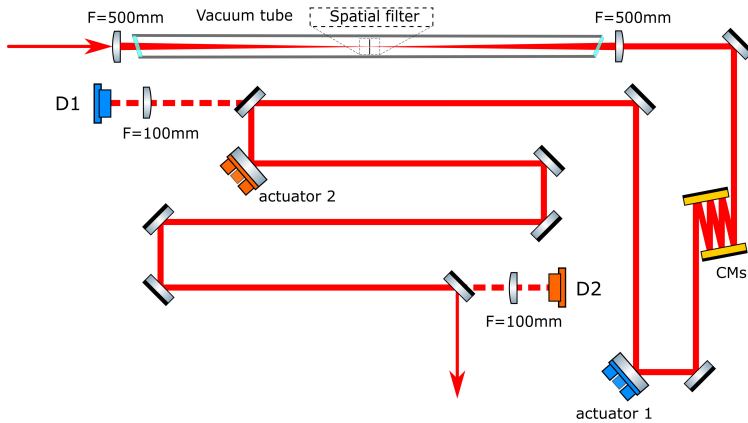 F=500mm
Vacuum tube
Spatial filter
F=500mm
D1
F=100mm
actuator 2
CMs
D2
F=100mm
actuator 1